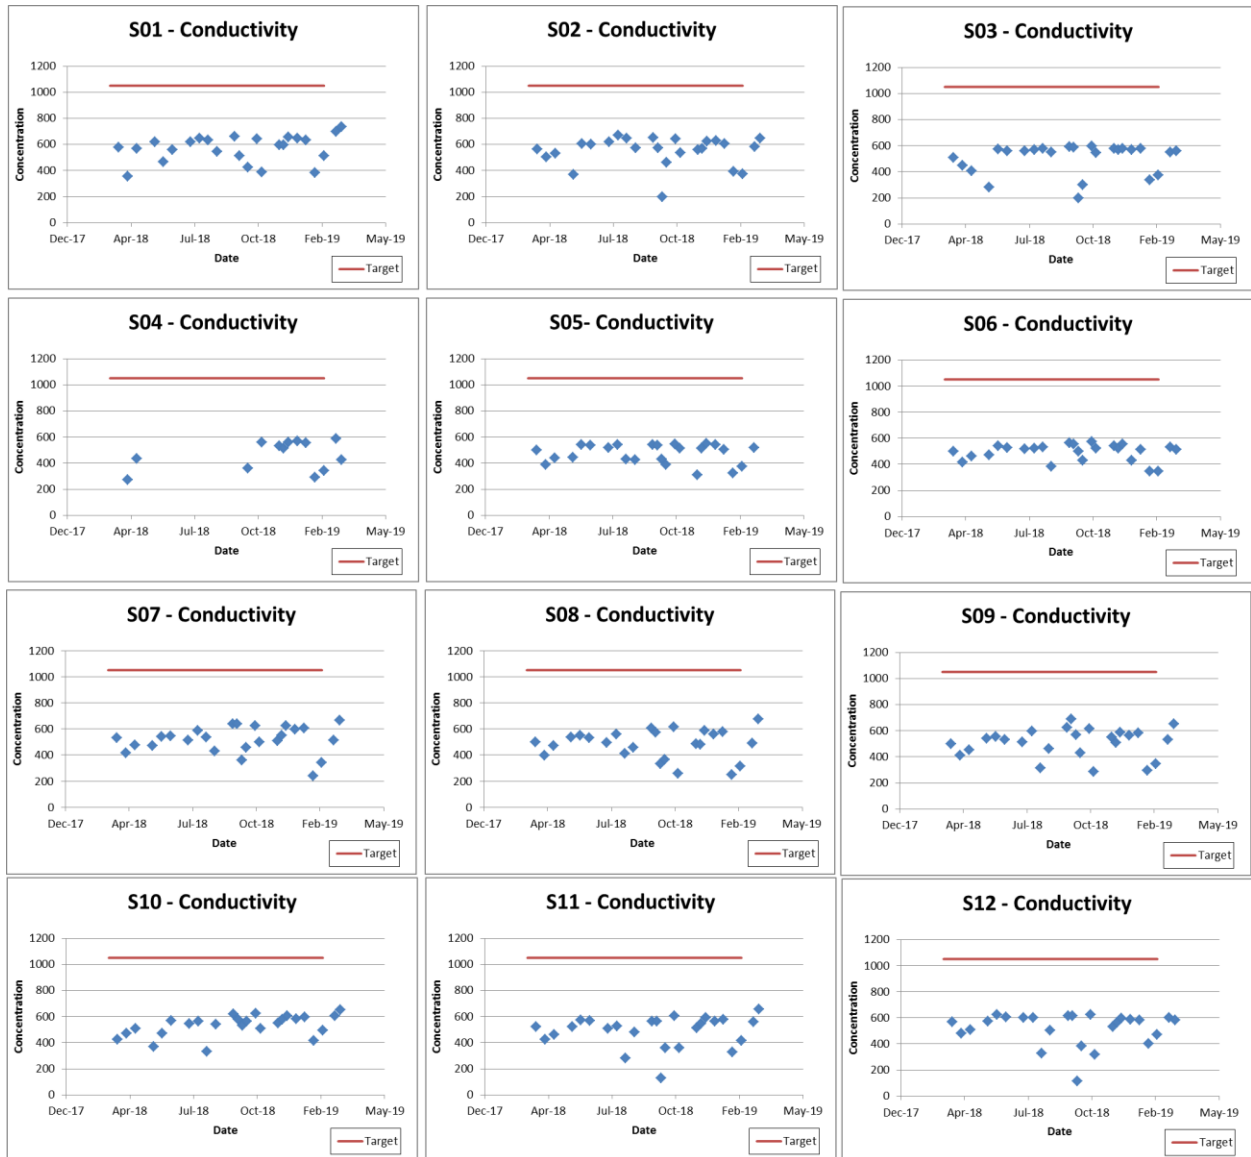 S01 - Conductivity
1200
1000
800
600
400
200
0
Concentration
Dec-17 Apr-18 Jul-18 Oct-18 Feb-19 May-19
Date
Target
S02 - Conductivity
1200
1000
800
600
400
200
0
Concentration
Dec-17 Apr-18 Jul-18 Oct-18 Feb-19 May-19
Date
Target
S03 - Conductivity
1200
1000
800
600
400
200
0
Concentration
Dec-17 Apr-18 Jul-18 Oct-18 Feb-19 May-19
Date
Target
S04 - Conductivity
1200
1000
800
600
400
200
0
Concentration
Dec-17 Apr-18 Jul-18 Oct-18 Feb-19 May-19
Date
Target
S05- Conductivity
1200
1000
800
600
400
200
0
Concentration
Dec-17 Apr-18 Jul-18 Oct-18 Feb-19 May-19
Date
Target
S06 - Conductivity
1200
1000
800
600
400
200
0
Concentration
Dec-17 Apr-18 Jul-18 Oct-18 Feb-19 May-19
Date
Target
S07 - Conductivity
1200
1000
800
600
400
200
0
Concentration
Dec-17 Apr-18 Jul-18 Oct-18 Feb-19 May-19
Date
Target
S08 - Conductivity
1200
1000
800
600
400
200
0
Concentration
Dec-17 Apr-18 Jul-18 Oct-18 Feb-19 May-19
Date
Target
S09 - Conductivity
1200
1000
800
600
400
200
0
Concentration
Dec-17 Apr-18 Jul-18 Oct-18 Feb-19 May-19
Date
Target
S10 - Conductivity
1200
1000
800
600
400
200
0
Concentration
Dec-17 Apr-18 Jul-18 Oct-18 Feb-19 May-19
Date
Target
S11 - Conductivity
1200
1000
800
600
400
200
0
Concentration
Dec-17 Apr-18 Jul-18 Oct-18 Feb-19 May-19
Date
Target
S12 - Conductivity
1200
1000
800
600
400
200
0
Concentration
Dec-17 Apr-18 Jul-18 Oct-18 Feb-19 May-19
Date
Target